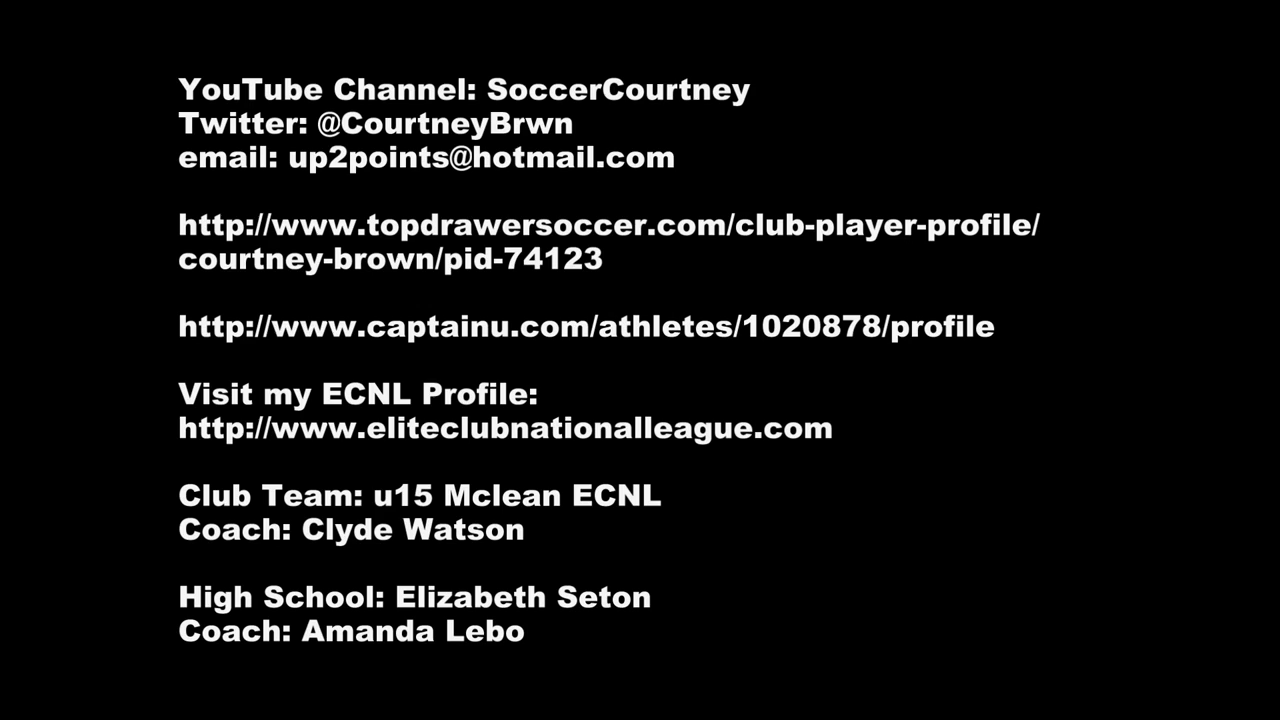 YouTube Channel: SoccerCourtney
Twitter: @CourtneyBrwn
email: up2points@hotmail.com
http://www.topdrawersoccer.com/club-player-profile/
courtney-brown/pid-74123
http://www.captainu.com/athletes/1020878/profile
Visit my ECNL Profile:
http://www.eliteclubnationalleague.com
Club Team: u15 Mclean ECNL
Coach: Clyde Watson
High School: Elizabeth Seton
Coach: Amanda Lebo